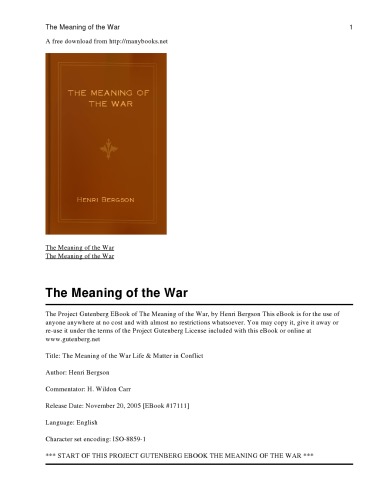 The Meaning of the War 1
A free download from http://manybooks.net
THE MEANING OF
THE WAR
HENRI BERGSON
The Meaning of the War
The Meaning of the War
The Meaning of the War
The Project Gutenberg EBook of The Meaning of the War, by Henri Bergson This eBook is for the use of
anyone anywhere at no cost and with almost no restrictions whatsoever. You may copy it, give it away or
re-use it under the terms of the Project Gutenberg License included with this eBook or online at
www.gutenberg.net
Title: The Meaning of the War Life & Matter in Conflict
Author: Henri Bergson
Commentator: H. Wildon Carr
Release Date: November 20, 2005 [EBook #17111]
Language: English
Character set encoding: ISO-8859-1
*** START OF THIS PROJECT GUTENBERG EBOOK THE MEANING OF THE WAR ***